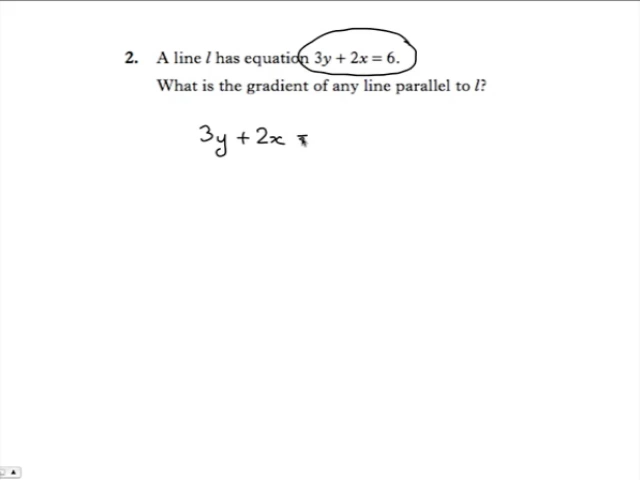 2. A line l has equation 3y + 2x = 6.
What is the gradient of any line parallel to l?
3y + 2x =